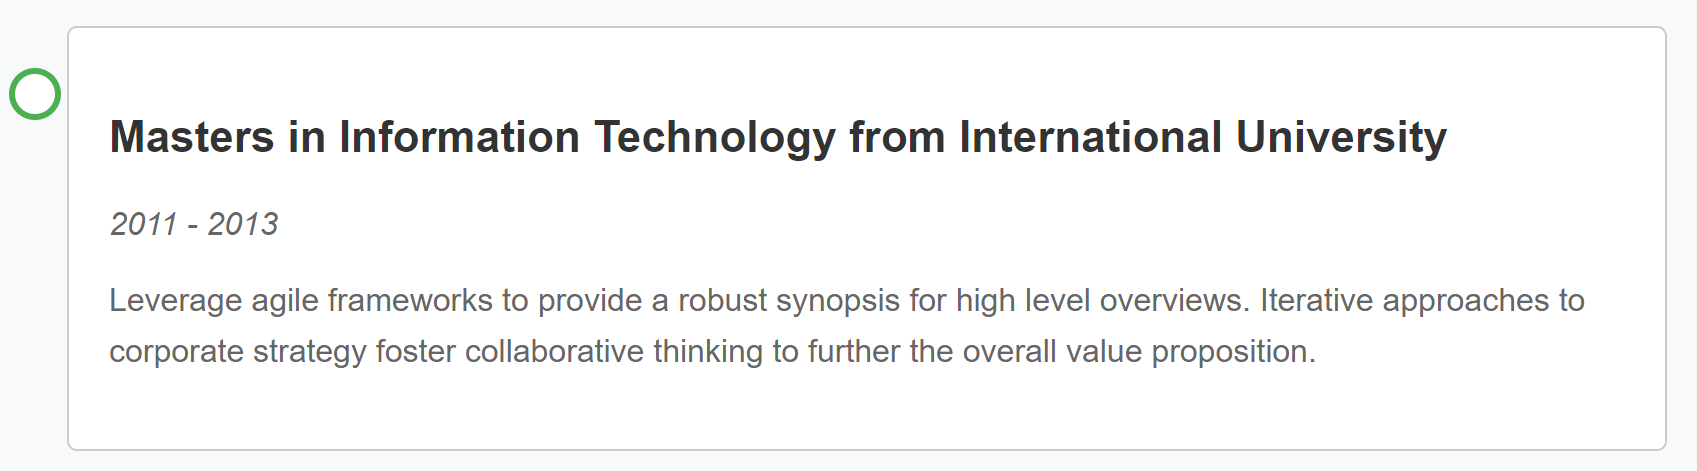 Masters in Information Technology from International University
2011 - 2013
Leverage agile frameworks to provide a robust synopsis for high level overviews. Iterative approaches to
corporate strategy foster collaborative thinking to further the overall value proposition.